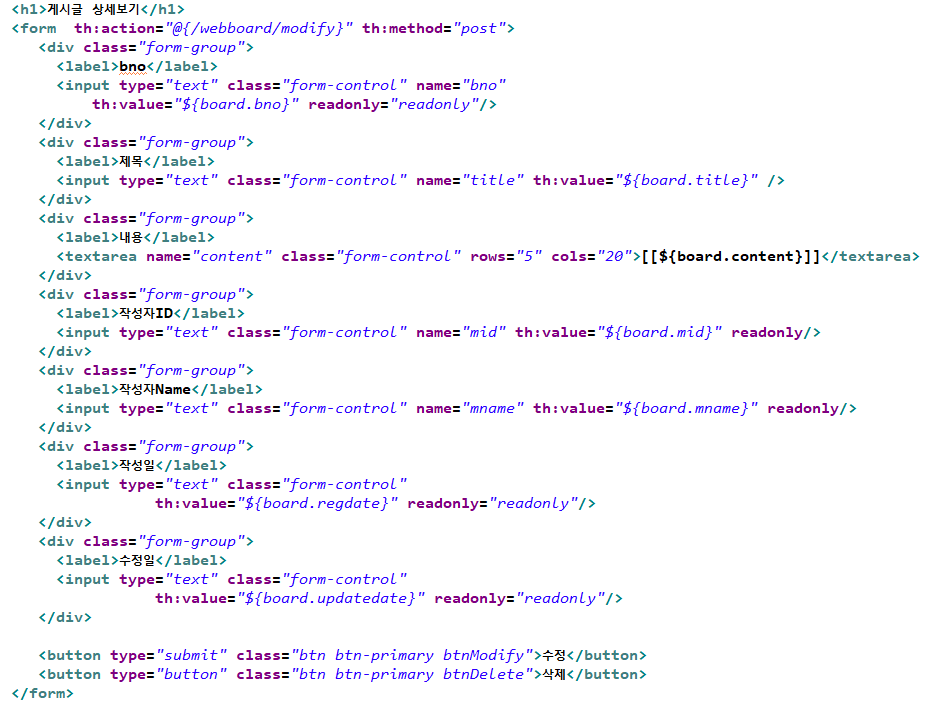 <h1>게시글 상세보기</h1>
<form  th:action="@{/webboard/modify}" th:method="post">
   <div class="form-group">
     <label>bno</label>
     <input type="text" class="form-control" name="bno"
         th:value="${board.bno}" readonly="readonly"/>
   </div>
   <div class="form-group">
     <label>제목</label>
     <input type="text" class="form-control" name="title" th:value="${board.title}" />
   </div>
   <div class="form-group">
     <label>내용</label>
     <textarea name="content" class="form-control" rows="5" cols="20">[[${board.content}]]</textarea>
   </div>
   <div class="form-group">
     <label>작성자ID</label>
     <input type="text" class="form-control" name="mid" th:value="${board.mid}" readonly/>
   </div>
   <div class="form-group">
     <label>작성자Name</label>
     <input type="text" class="form-control" name="mname" th:value="${board.mname}" readonly/>
   </div>
   <div class="form-group">
     <label>작성일</label>
     <input type="text" class="form-control"
                th:value="${board.regdate}" readonly="readonly"/>
   </div>
   <div class="form-group">
     <label>수정일</label>
     <input type="text" class="form-control"
                th:value="${board.updatedate}" readonly="readonly"/>
   </div>

   <button type="submit" class="btn btn-primary btnModify">수정</button>
   <button type="button" class="btn btn-primary btnDelete">삭제</button>
</form>